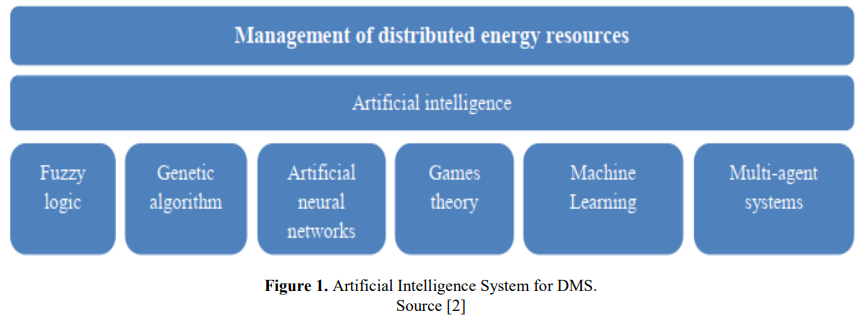 Management of distributed energy resources
Artificial intelligence
Fuzzy
logic
Genetic
algorithm
Artificial
neural
networks
Games
theory
Machine
Learning
Multi-agent
systems
Figure 1. Artificial Intelligence System for DMS.
Source [2]